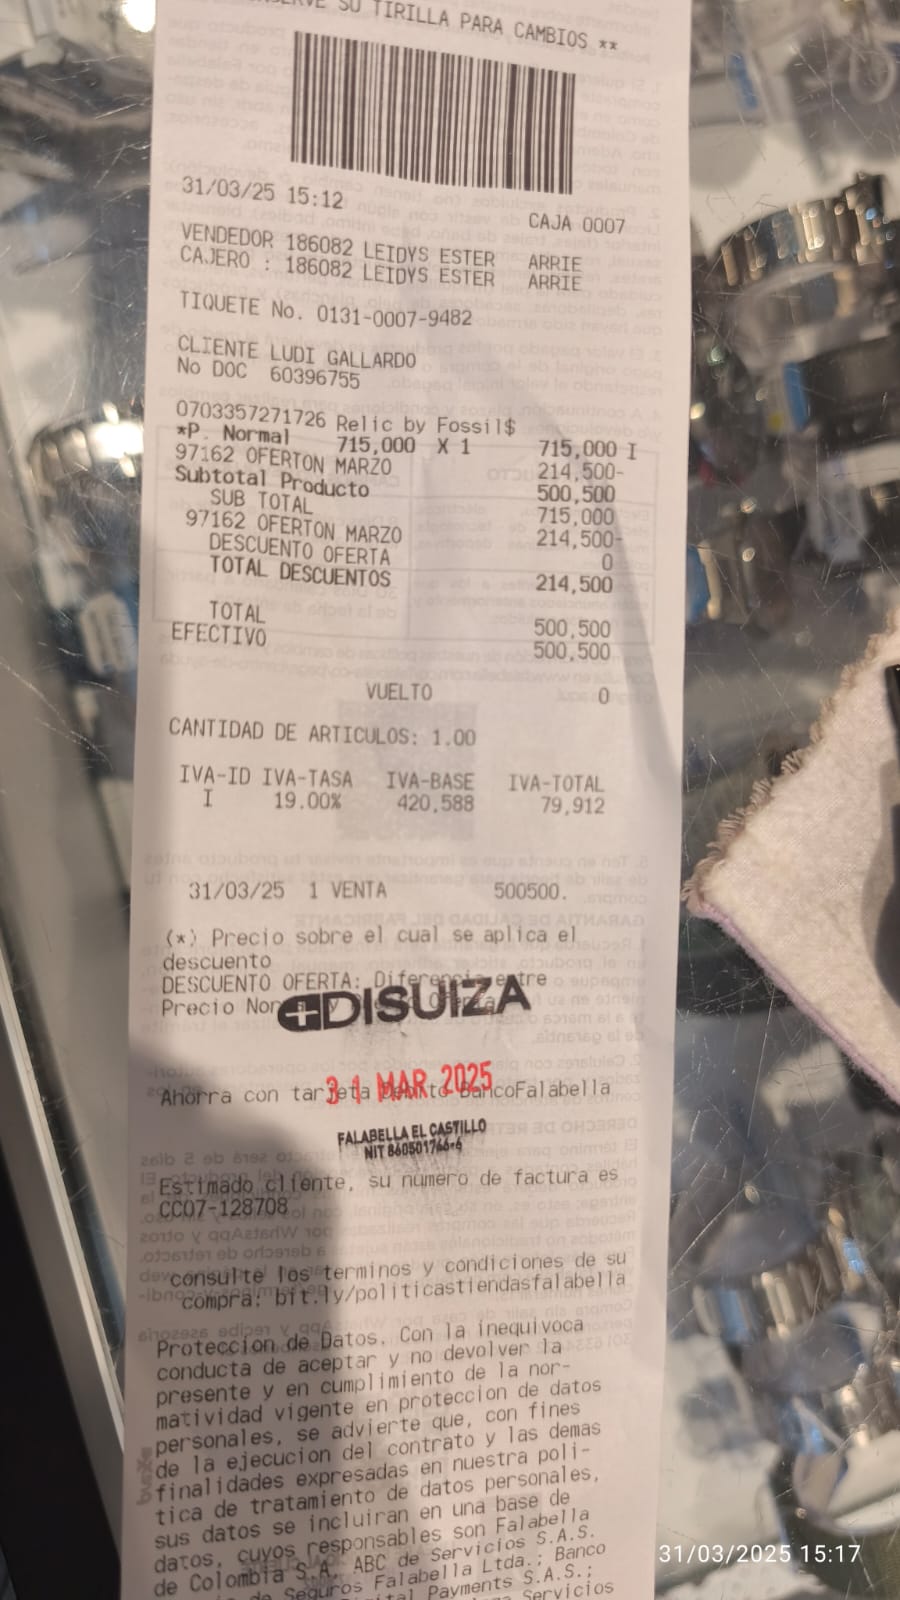 SU TIRILLA PARA CAMBIOS **
31/03/25 15:12 CAJA 0007
VENDEDOR 186082 LEIDYS ESTER ARRIE
CAJERO : 186082 LEIDYS ESTER ARRIE
TIQUETE No. 0131-0007-9482
CLIENTE LUDI GALLARDO
No DOC 60396755
0703357271726 Relic by Fossil$
*P. Normal 715,000 X 1 715,000 I
97162 OFERTON MARZO 214,500-
Subtotal Producto 500,500
SUB TOTAL 715,000
97162 OFERTON MARZO 214,500-
DESCUENTO OFERTA 0
TOTAL DESCUENTOS 214,500
TOTAL 500,500
EFECTIVO 500,500
VUELTO 0
CANTIDAD DE ARTICULOS: 1.00
IVA-ID IVA-TASA IVA-BASE IVA-TOTAL
I 19.00% 420,588 79,912
31/03/25 1 VENTA 500500.
(*) Precio sobre el cual se aplica el
descuento
DESCUENTO OFERTA: Diferencia entre
Precio
DISUIZA
31 MAR 2025
Ahorra con tarjeta BancoFalabella
FALABELLA EL CASTILLO
NIT 860501766-6
Estimado cliente, su numero de factura es
CC07-128708
consulte los terminos y condiciones de su
compra: bit.ly/politicastiendasfalabella
Proteccion de Datos. Con la inequivoca
conducta de aceptar y no devolver la
presente y en cumplimiento de la nor-
matividad vigente en proteccion de datos
personales, se advierte que, con fines
de la ejecucion del contrato y las demas
finalidades expresadas en nuestra poli-
tica de tratamiento de datos personales,
sus datos se incluiran en una base de
datos, cuyos responsables son Falabella
de Colombia S.A. ABC de Servicios S.A.S.
de Seguros Falabella Ltda.; Banco
Payments S.A.S.;
Servicios
31/03/2025 15:17